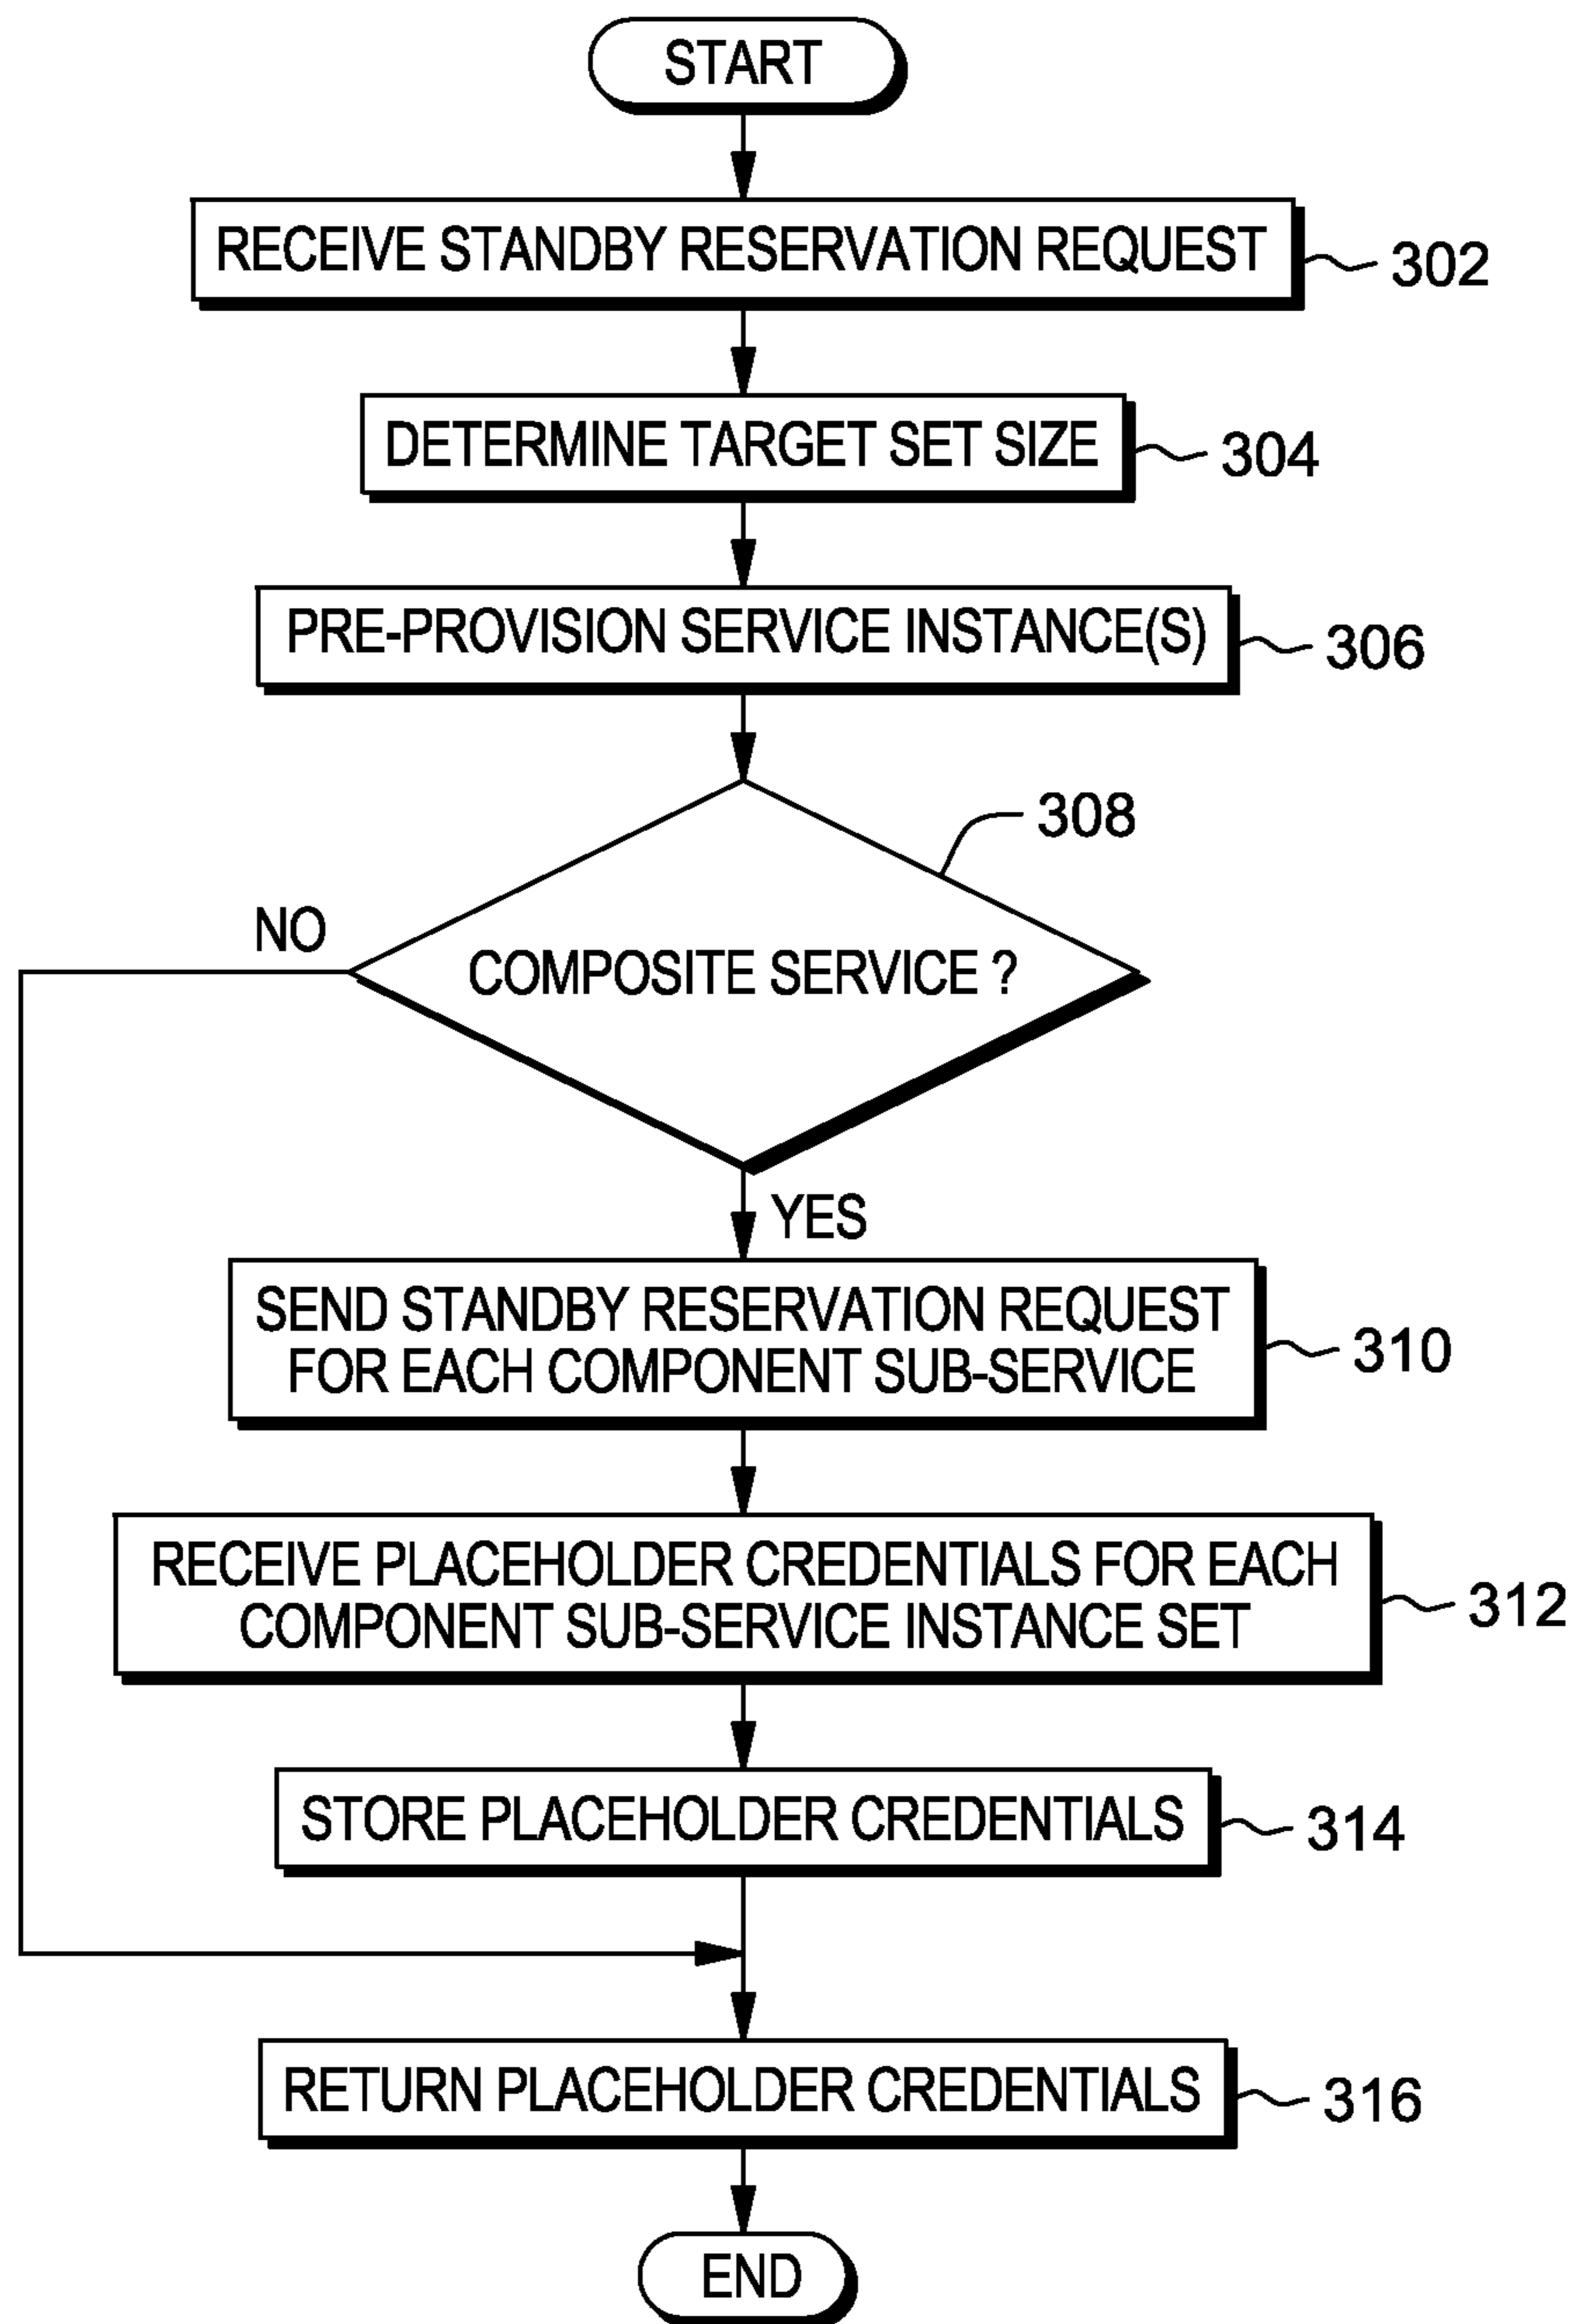 START
RECEIVE STANDBY RESERVATION REQUEST
302
DETERMINE TARGET SET SIZE
304
PRE-PROVISION SERVICE INSTANCE(S)
306
308
NO
COMPOSITE SERVICE ?
YES
SEND STANDBY RESERVATION REQUEST
FOR EACH COMPONENT SUB-SERVICE
310
RECEIVE PLACEHOLDER CREDENTIALS FOR EACH
COMPONENT SUB-SERVICE INSTANCE SET
312
STORE PLACEHOLDER CREDENTIALS
314
RETURN PLACEHOLDER CREDENTIALS
316
END